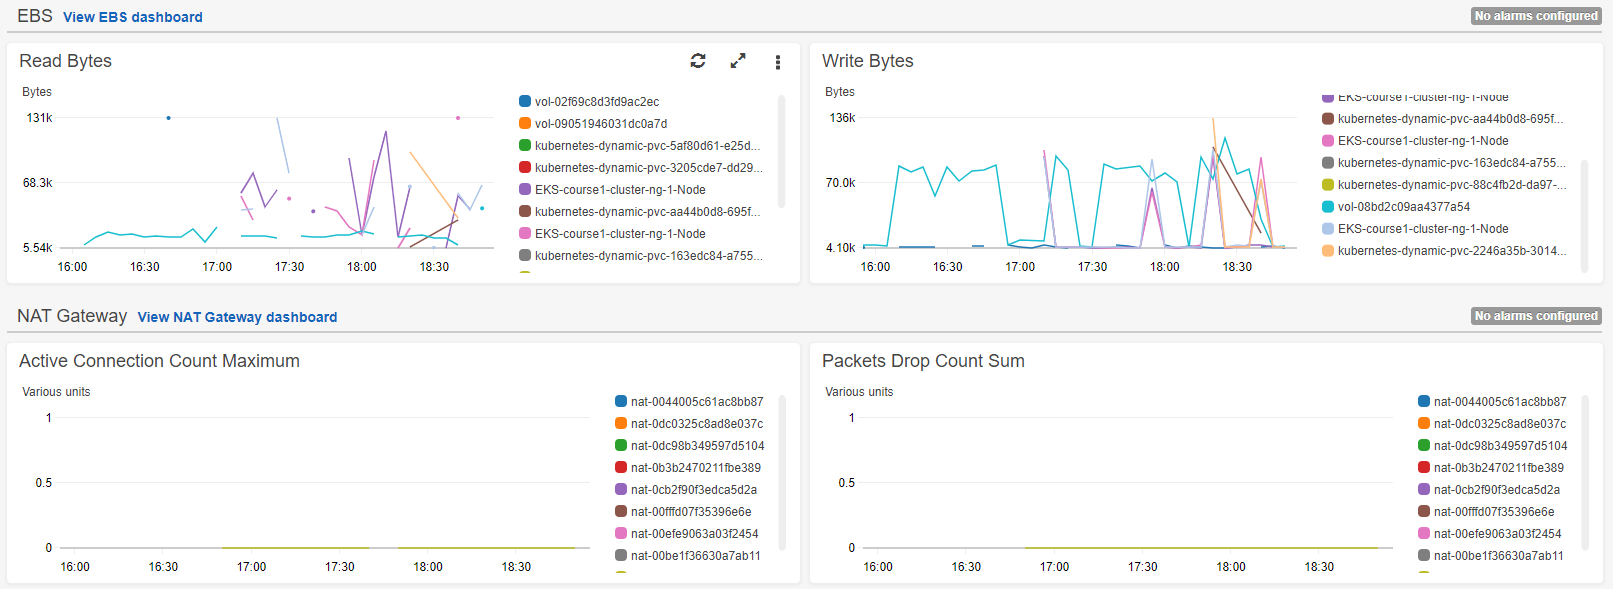 EBS View EBS dashboard
No alarms configured
Read Bytes
Bytes
131k
68.3k
5.54k
16:00 16:30 17:00 17:30 18:00 18:30
vol-02f69c8d3fd9ac2ec
vol-09051946031dc0a7d
kubernetes-dynamic-pvc-5af80d61-e25d...
kubernetes-dynamic-pvc-3205cde7-dd29...
EKS-course1-cluster-ng-1-Node
kubernetes-dynamic-pvc-aa44b0d8-695f...
EKS-course1-cluster-ng-1-Node
kubernetes-dynamic-pvc-163edc84-a755...
Write Bytes
Bytes
136k
70.0k
4.10k
16:00 16:30 17:00 17:30 18:00 18:30
EKS-course1-cluster-ng-1-Node
kubernetes-dynamic-pvc-aa44b0d8-695f...
EKS-course1-cluster-ng-1-Node
kubernetes-dynamic-pvc-163edc84-a755...
kubernetes-dynamic-pvc-88c4fb2d-da97-...
vol-08bd2c09aa4377a54
EKS-course1-cluster-ng-1-Node
kubernetes-dynamic-pvc-2246a35b-3014...
NAT Gateway View NAT Gateway dashboard
No alarms configured
Active Connection Count Maximum
Various units
1
0.5
0
16:00 16:30 17:00 17:30 18:00 18:30
nat-0044005c61ac8bb87
nat-0dc0325c8ad8e037c
nat-0dc98b349597d5104
nat-0b3b2470211fbe389
nat-0cb2f90f3edca5d2a
nat-00fffd07f35396e6e
nat-00efe9063a03f2454
nat-00be1f36630a7ab11
Packets Drop Count Sum
Various units
1
0.5
0
16:00 16:30 17:00 17:30 18:00 18:30
nat-0044005c61ac8bb87
nat-0dc0325c8ad8e037c
nat-0dc98b349597d5104
nat-0b3b2470211fbe389
nat-0cb2f90f3edca5d2a
nat-00fffd07f35396e6e
nat-00efe9063a03f2454
nat-00be1f36630a7ab11